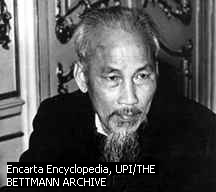 Encarta Encyclopedia, UPI/THE
BETTMANN ARCHIVE